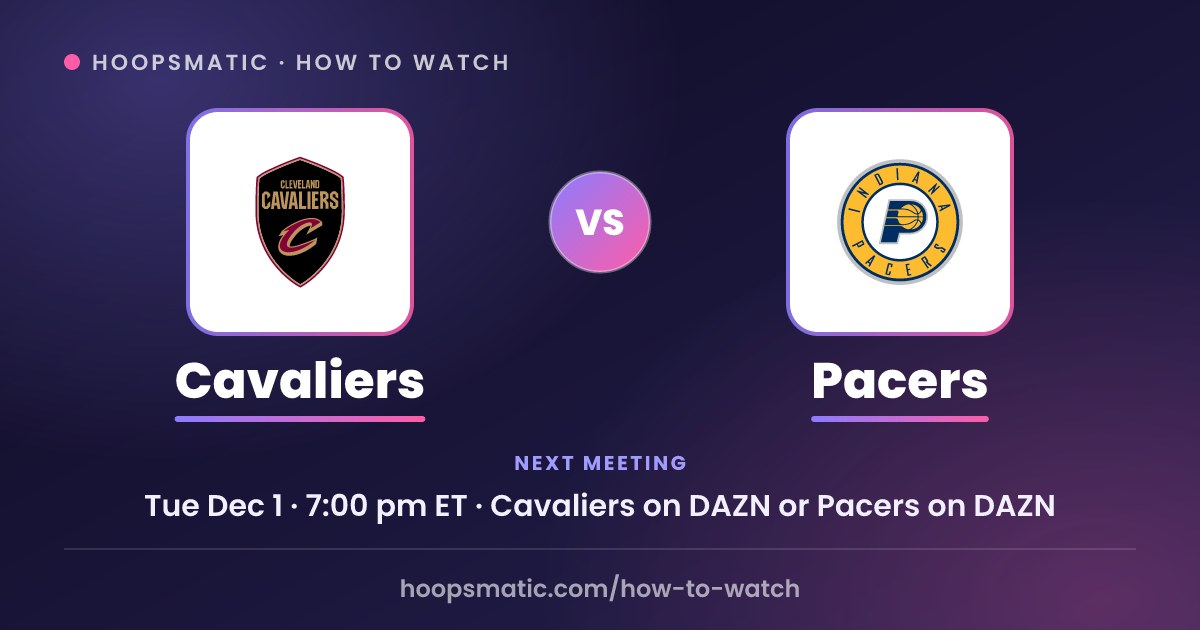 HOOPSMATIC · HOW TO WATCH
CLEVELAND
CAVALIERS
C
VS
INDIANA
P
PACERS
Cavaliers
Pacers
NEXT MEETING
Tue Dec 1 · 7:00 pm ET · Cavaliers on DAZN or Pacers on DAZN
hoopsmatic.com/how-to-watch